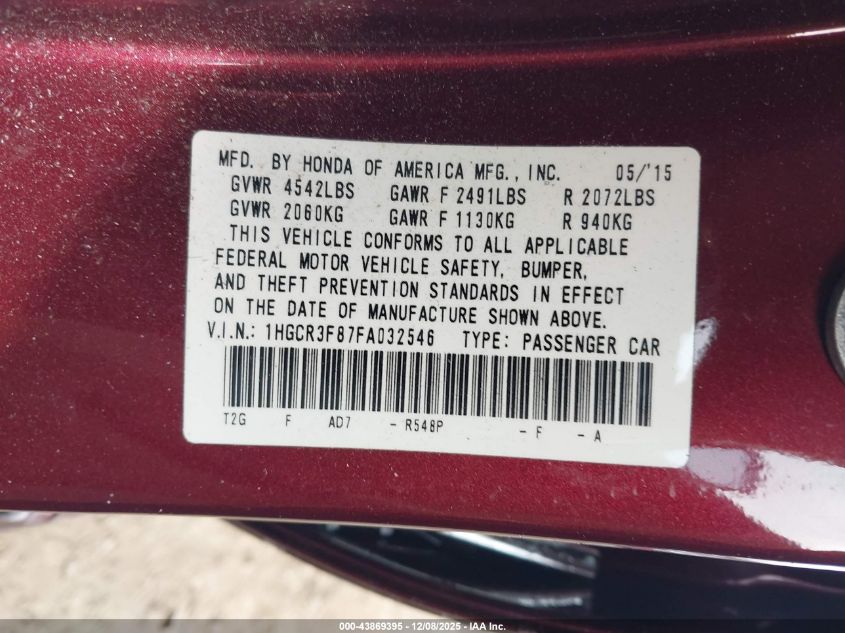 MFD. BY HONDA OF AMERICA MFG., INC. 05/'15
GVWR 4542LBS GAWR F 2491LBS R 2072LBS
GVWR 2060KG GAWR F 1130KG R 940KG
THIS VEHICLE CONFORMS TO ALL APPLICABLE
FEDERAL MOTOR VEHICLE SAFETY, BUMPER,
AND THEFT PREVENTION STANDARDS IN EFFECT
ON THE DATE OF MANUFACTURE SHOWN ABOVE.
V.I.N.: 1HGCR3F87FA032546 TYPE: PASSENGER CAR
T2G F AD7 - R548P - F - A
000-43869395 - 12/08/2025 - IAA Inc.